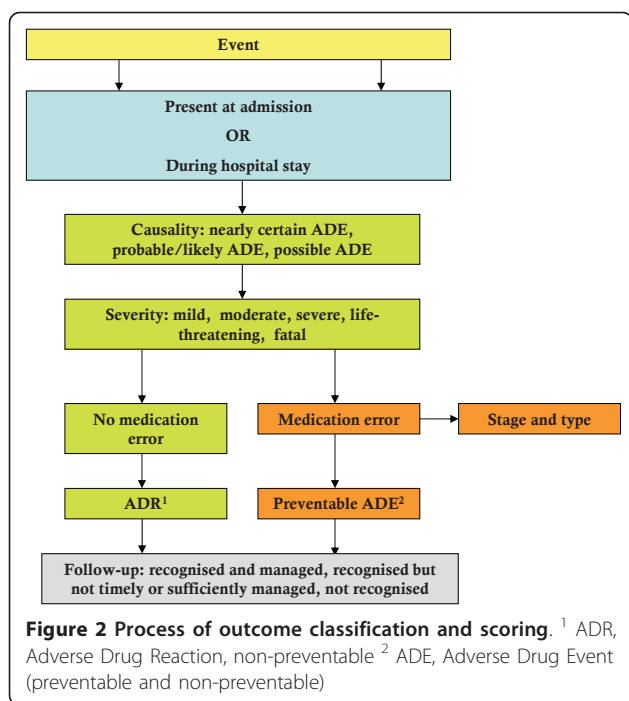 Event
Present at admission
OR
During hospital stay
Causality: nearly certain ADE,
probable/likely ADE, possible ADE
Severity: mild, moderate, severe, life-
threatening, fatal
No medication
error
Medication error
Stage and type
ADR¹
Preventable ADE²
Follow-up: recognised and managed, recognised but
not timely or sufficiently managed, not recognised
Figure 2 Process of outcome classification and scoring. ¹ ADR,
Adverse Drug Reaction, non-preventable ² ADE, Adverse Drug Event
(preventable and non-preventable)